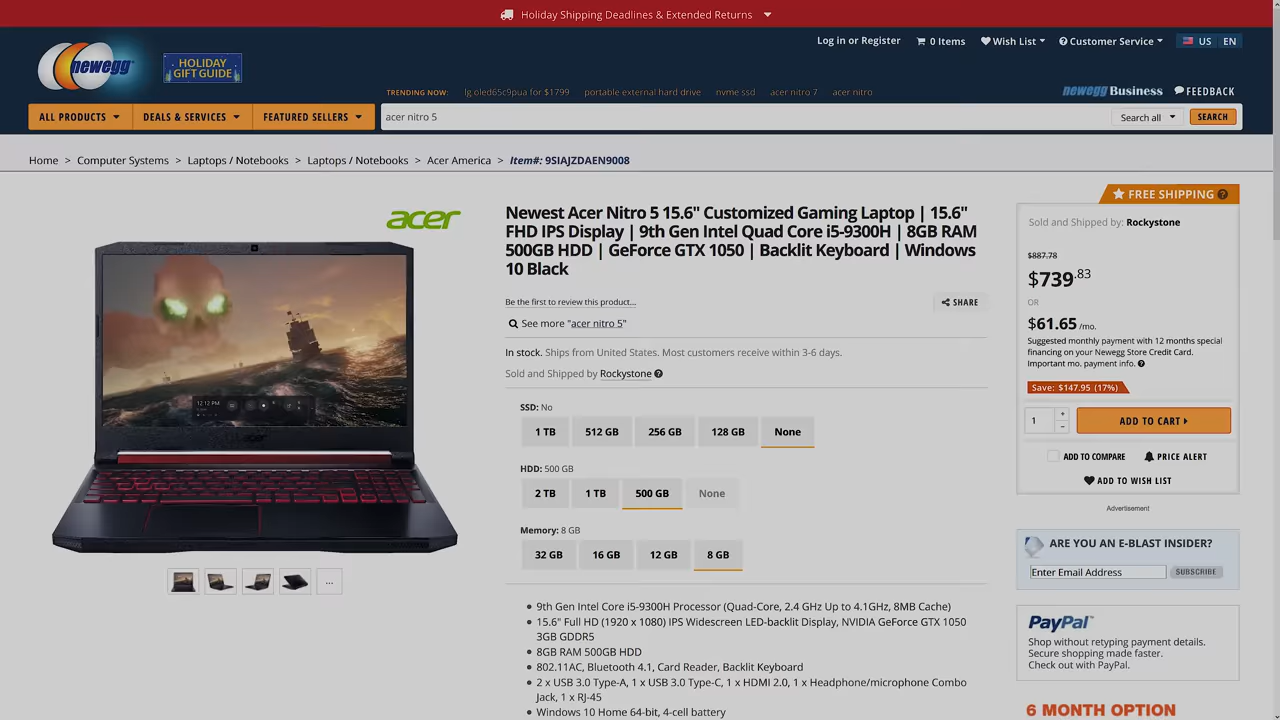 Holiday Shipping Deadlines & Extended Returns
Log in or Register
0 Items
Wish List
Customer Service
US
EN
newegg
HOLIDAY
GIFT GUIDE
TRENDING NOW:
lg oled65c9pua for $1799
portable external hard drive
nvme ssd
acer nitro 7
acer nitro
newegg Business
FEEDBACK
ALL PRODUCTS
DEALS & SERVICES
FEATURED SELLERS
acer nitro 5
Search all
SEARCH
Home > Computer Systems > Laptops / Notebooks > Laptops / Notebooks > Acer America > Item#: 9SIAJZDAEN9008
acer
12:12 PM
acer
Newest Acer Nitro 5 15.6" Customized Gaming Laptop | 15.6"
FHD IPS Display | 9th Gen Intel Quad Core i5-9300H | 8GB RAM
500GB HDD | GeForce GTX 1050 | Backlit Keyboard | Windows
10 Black
Be the first to review this product...
SHARE
See more "acer nitro 5"
In stock. Ships from United States. Most customers receive within 3-6 days.
Sold and Shipped by Rockystone
SSD: No
1 TB
512 GB
256 GB
128 GB
None
HDD: 500 GB
2 TB
1 TB
500 GB
None
Memory: 8 GB
32 GB
16 GB
12 GB
8 GB
9th Gen Intel Core i5-9300H Processor (Quad-Core, 2.4 GHz Up to 4.1GHz, 8MB Cache)
15.6" Full HD (1920 x 1080) IPS Widescreen LED-backlit Display, NVIDIA GeForce GTX 1050
3GB GDDR5
8GB RAM 500GB HDD
802.11AC, Bluetooth 4.1, Card Reader, Backlit Keyboard
2 x USB 3.0 Type-A, 1 x USB 3.0 Type-C, 1 x HDMI 2.0, 1 x Headphone/microphone Combo
Jack, 1 x RJ-45
Windows 10 Home 64-bit, 4-cell battery
FREE SHIPPING
Sold and Shipped by: Rockystone
$887.78
$739.83
OR
$61.65 /mo.
Suggested monthly payment with 12 months special
financing on your Newegg Store Credit Card.
Important mo. payment info.
Save: $147.95 (17%)
1
ADD TO CART
ADD TO COMPARE
PRICE ALERT
ADD TO WISH LIST
Advertisement
ARE YOU AN E-BLAST INSIDER?
Enter Email Address
SUBSCRIBE
PayPal
Shop without retyping payment details.
Secure shopping made faster.
Check out with PayPal.
6 MONTH OPTION